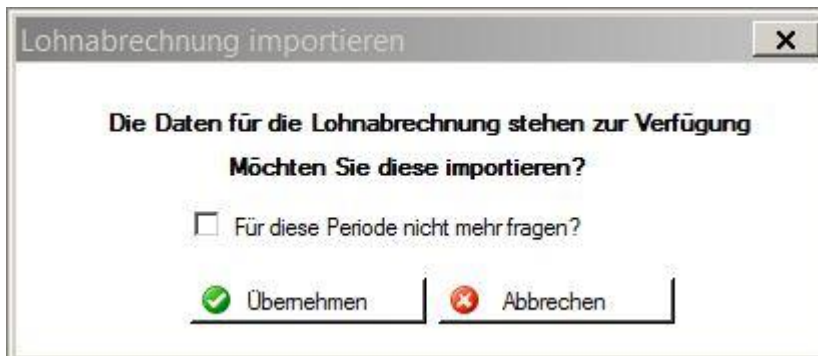 Lohnabrechnung importieren
Die Daten für die Lohnabrechnung stehen zur Verfügung
Möchten Sie diese importieren?
Für diese Periode nicht mehr fragen?
Übernehmen Abbrechen